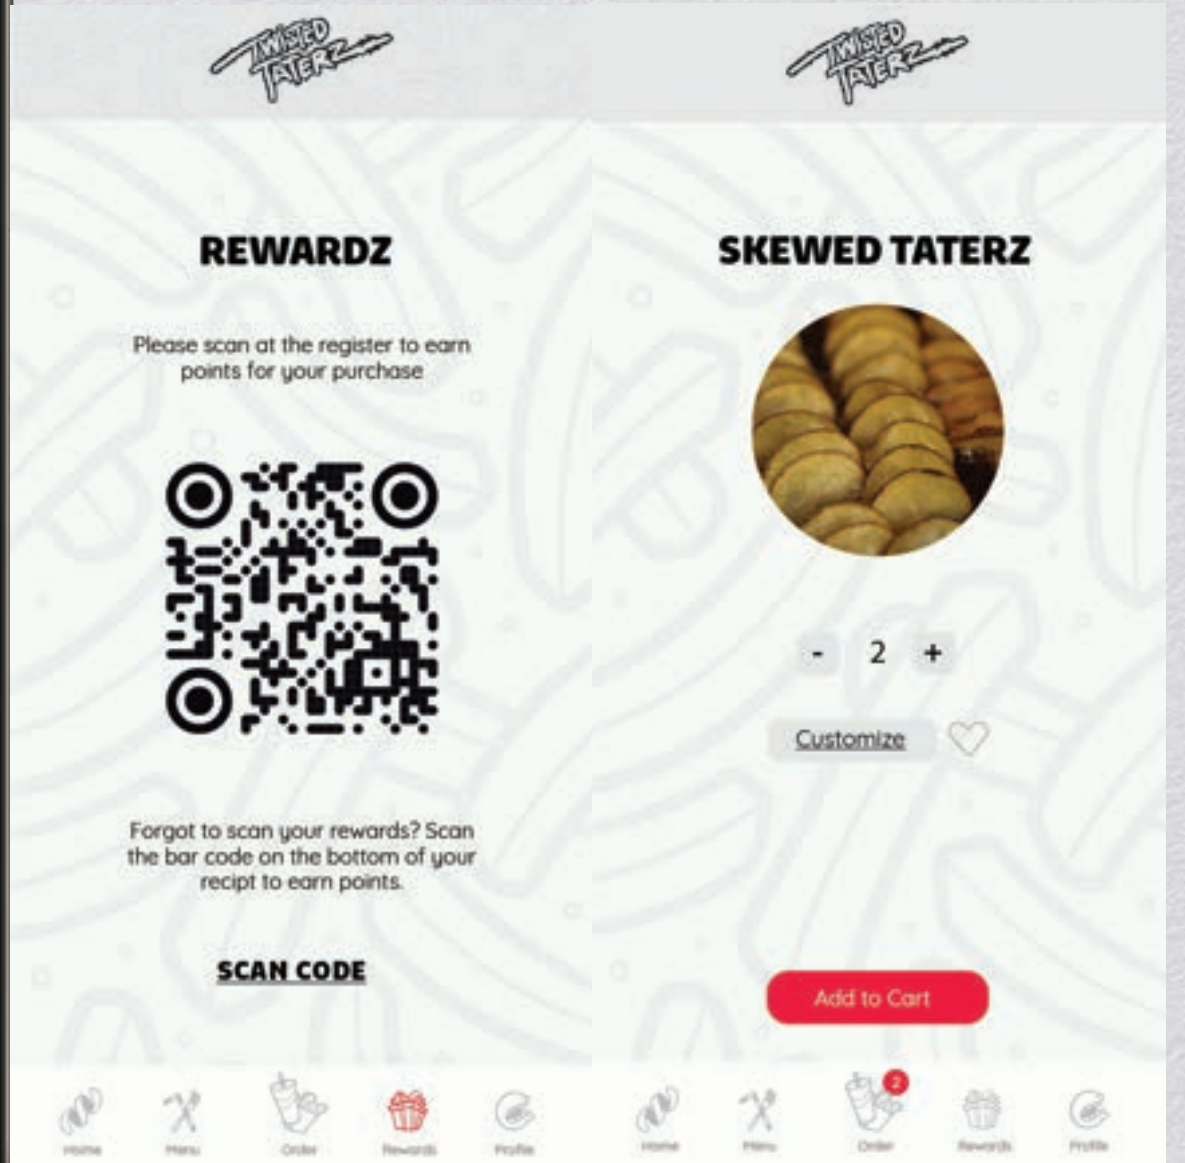 TWISTED
TATERZ
REWARDZ
Please scan at the register to earn
points for your purchase
Forgot to scan your rewards? Scan
the bar code on the bottom of your
recipt to earn points.
SCAN CODE
Home
Menu
Order
Rewards
Profile
TWISTED
TATERZ
SKEWED TATERZ
- 2 +
Customize
Add to Cart
2
Home
Menu
Order
Rewards
Profile